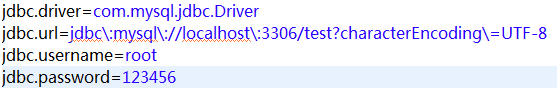 jdbc.driver=com.mysql.jdbc.Driver
jdbc.url=jdbc\:mysql\://localhost\:3306/test?characterEncoding\=UTF-8
jdbc.username=root
jdbc.password=123456